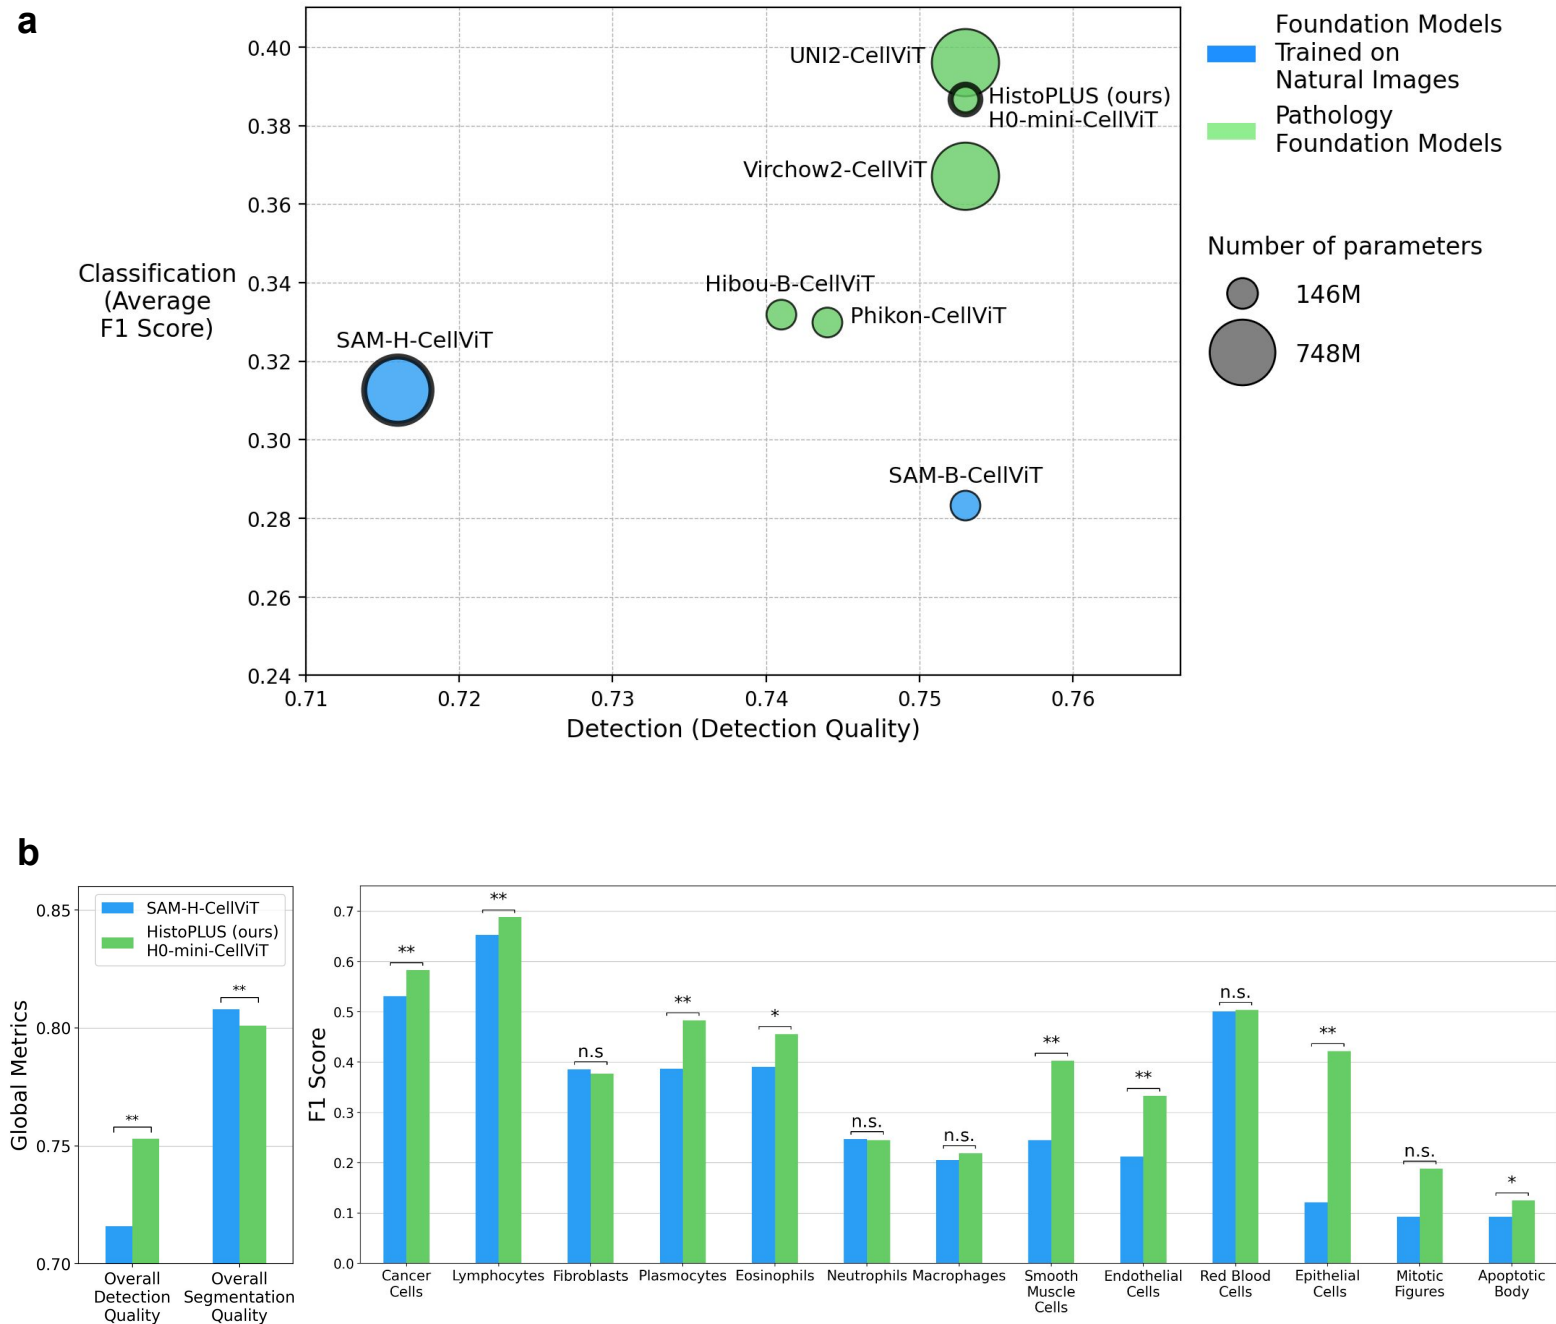 a
0.40
0.38
0.36
0.34
0.32
0.30
0.28
0.26
0.24
Classification
(Average
F1 Score)
UNI2-CellViT
HistoPLUS (ours)
H0-mini-CellViT
Virchow2-CellViT
Hibou-B-CellViT
Phikon-CellViT
SAM-H-CellViT
SAM-B-CellViT
0.71 0.72 0.73 0.74 0.75 0.76
Detection (Detection Quality)
Foundation Models
Trained on
Natural Images
Pathology
Foundation Models
Number of parameters
146M
748M
b
Global Metrics
0.85
0.80
0.75
0.70
SAM-H-CellViT
HistoPLUS (ours)
H0-mini-CellViT
**
**
Overall
Detection
Quality
Overall
Segmentation
Quality
F1 Score
0.7
0.6
0.5
0.4
0.3
0.2
0.1
0.0
**
**
n.s
**
*
n.s.
n.s.
**
**
n.s.
**
n.s.
*
Cancer
Cells
Lymphocytes
Fibroblasts
Plasmocytes
Eosinophils
Neutrophils
Macrophages
Smooth
Muscle
Cells
Endothelial
Cells
Red Blood
Cells
Epithelial
Cells
Mitotic
Figures
Apoptotic
Body